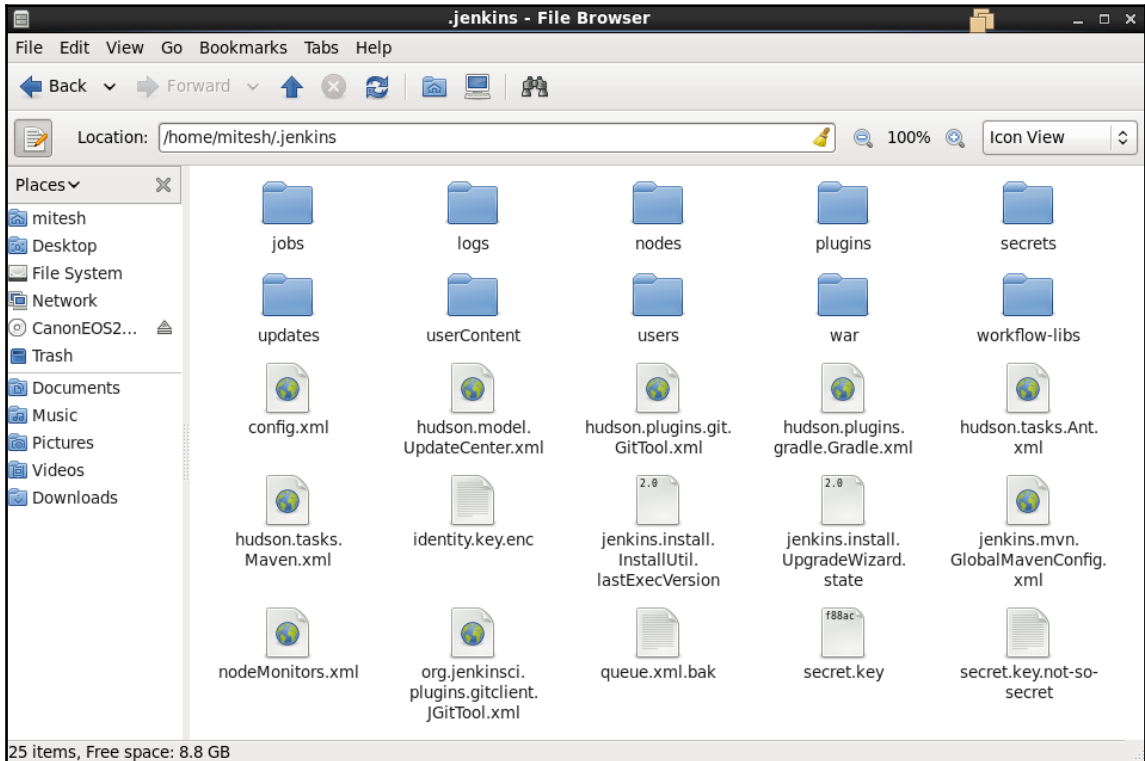 .jenkins - File Browser
File Edit View Go Bookmarks Tabs Help
Back Forward
Location: /home/mitesh/.jenkins 100% Icon View
Places
mitesh
Desktop
File System
Network
CanonEOS2...
Trash
Documents
Music
Pictures
Videos
Downloads
jobs logs nodes plugins secrets
updates userContent users war workflow-libs
config.xml hudson.model. hudson.plugins.git. hudson.plugins. hudson.tasks.Ant.
UpdateCenter.xml GitTool.xml gradle.Gradle.xml xml
2.0 2.0
hudson.tasks. identity.key.enc jenkins.install. jenkins.install. jenkins.mvn.
Maven.xml InstallUtil. UpgradeWizard. GlobalMavenConfig.
lastExecVersion state xml
f88ac
nodeMonitors.xml org.jenkinsci. queue.xml.bak secret.key secret.key.not-so-
plugins.gitclient. secret
JGitTool.xml
25 items, Free space: 8.8 GB